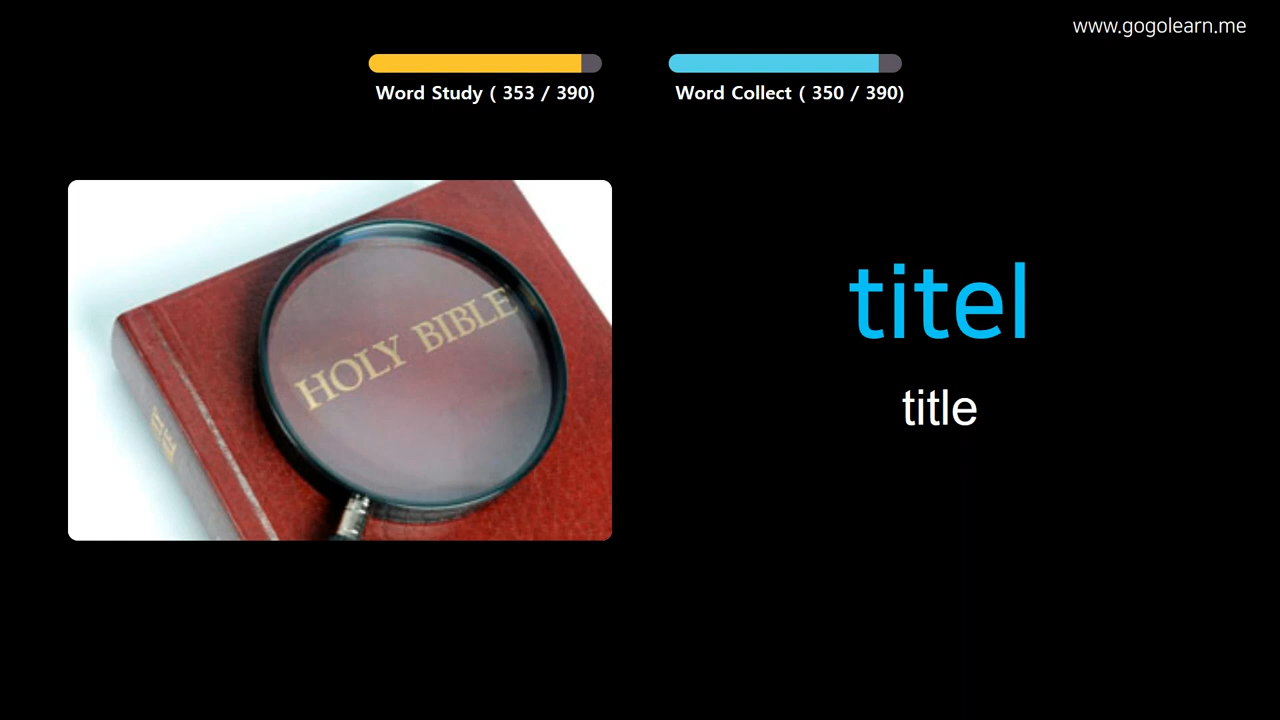 www.gogolearn.me
Word Study ( 353 / 390)
Word Collect ( 350 / 390)
HOLY BIBLE
titel
title